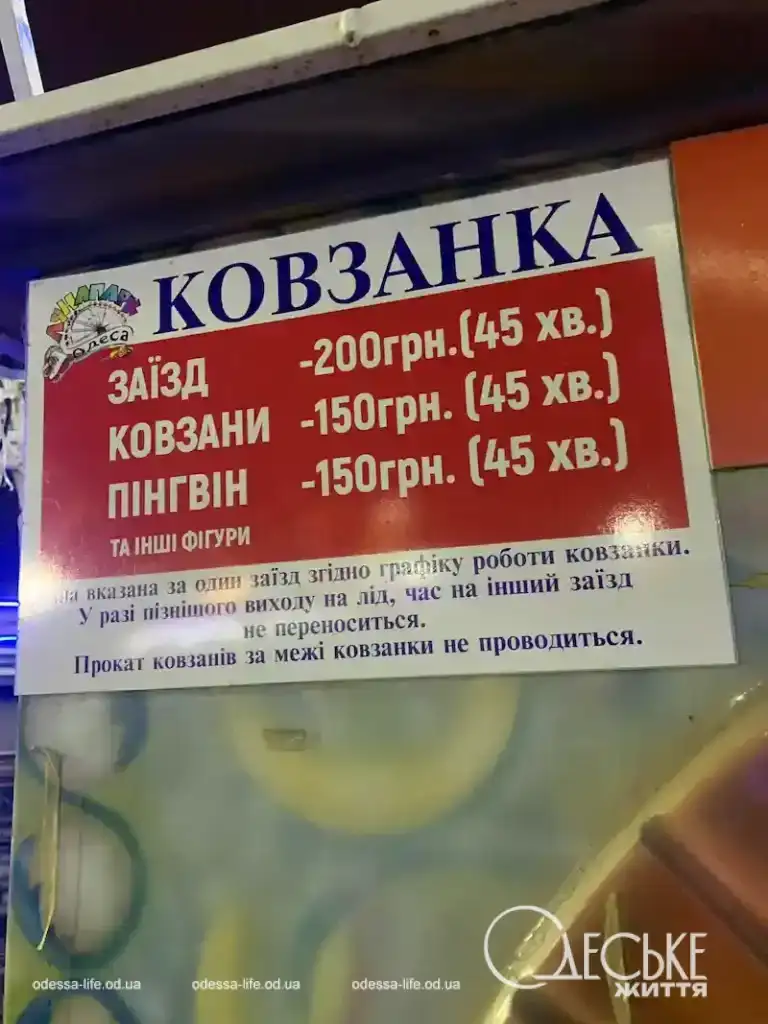 КОВЗАНКА
ЛУНАПАРК
Одеса
ЗАЇЗД -200грн.(45 хв.)
КОВЗАНИ -150грн. (45 хв.)
ПІНГВІН -150грн. (45 хв.)
ТА ІНШІ ФІГУРИ
вказана за один заїзд згідно графіку роботи ковзанки.
У разі пізнішого виходу на лід, час на інший заїзд
не переноситься.
Прокат ковзанів за межі ковзанки не проводиться.
ОДЕСЬКЕ
ЖИТТЯ
odessa-life.od.ua odessa-life.od.ua odessa-life.od.ua